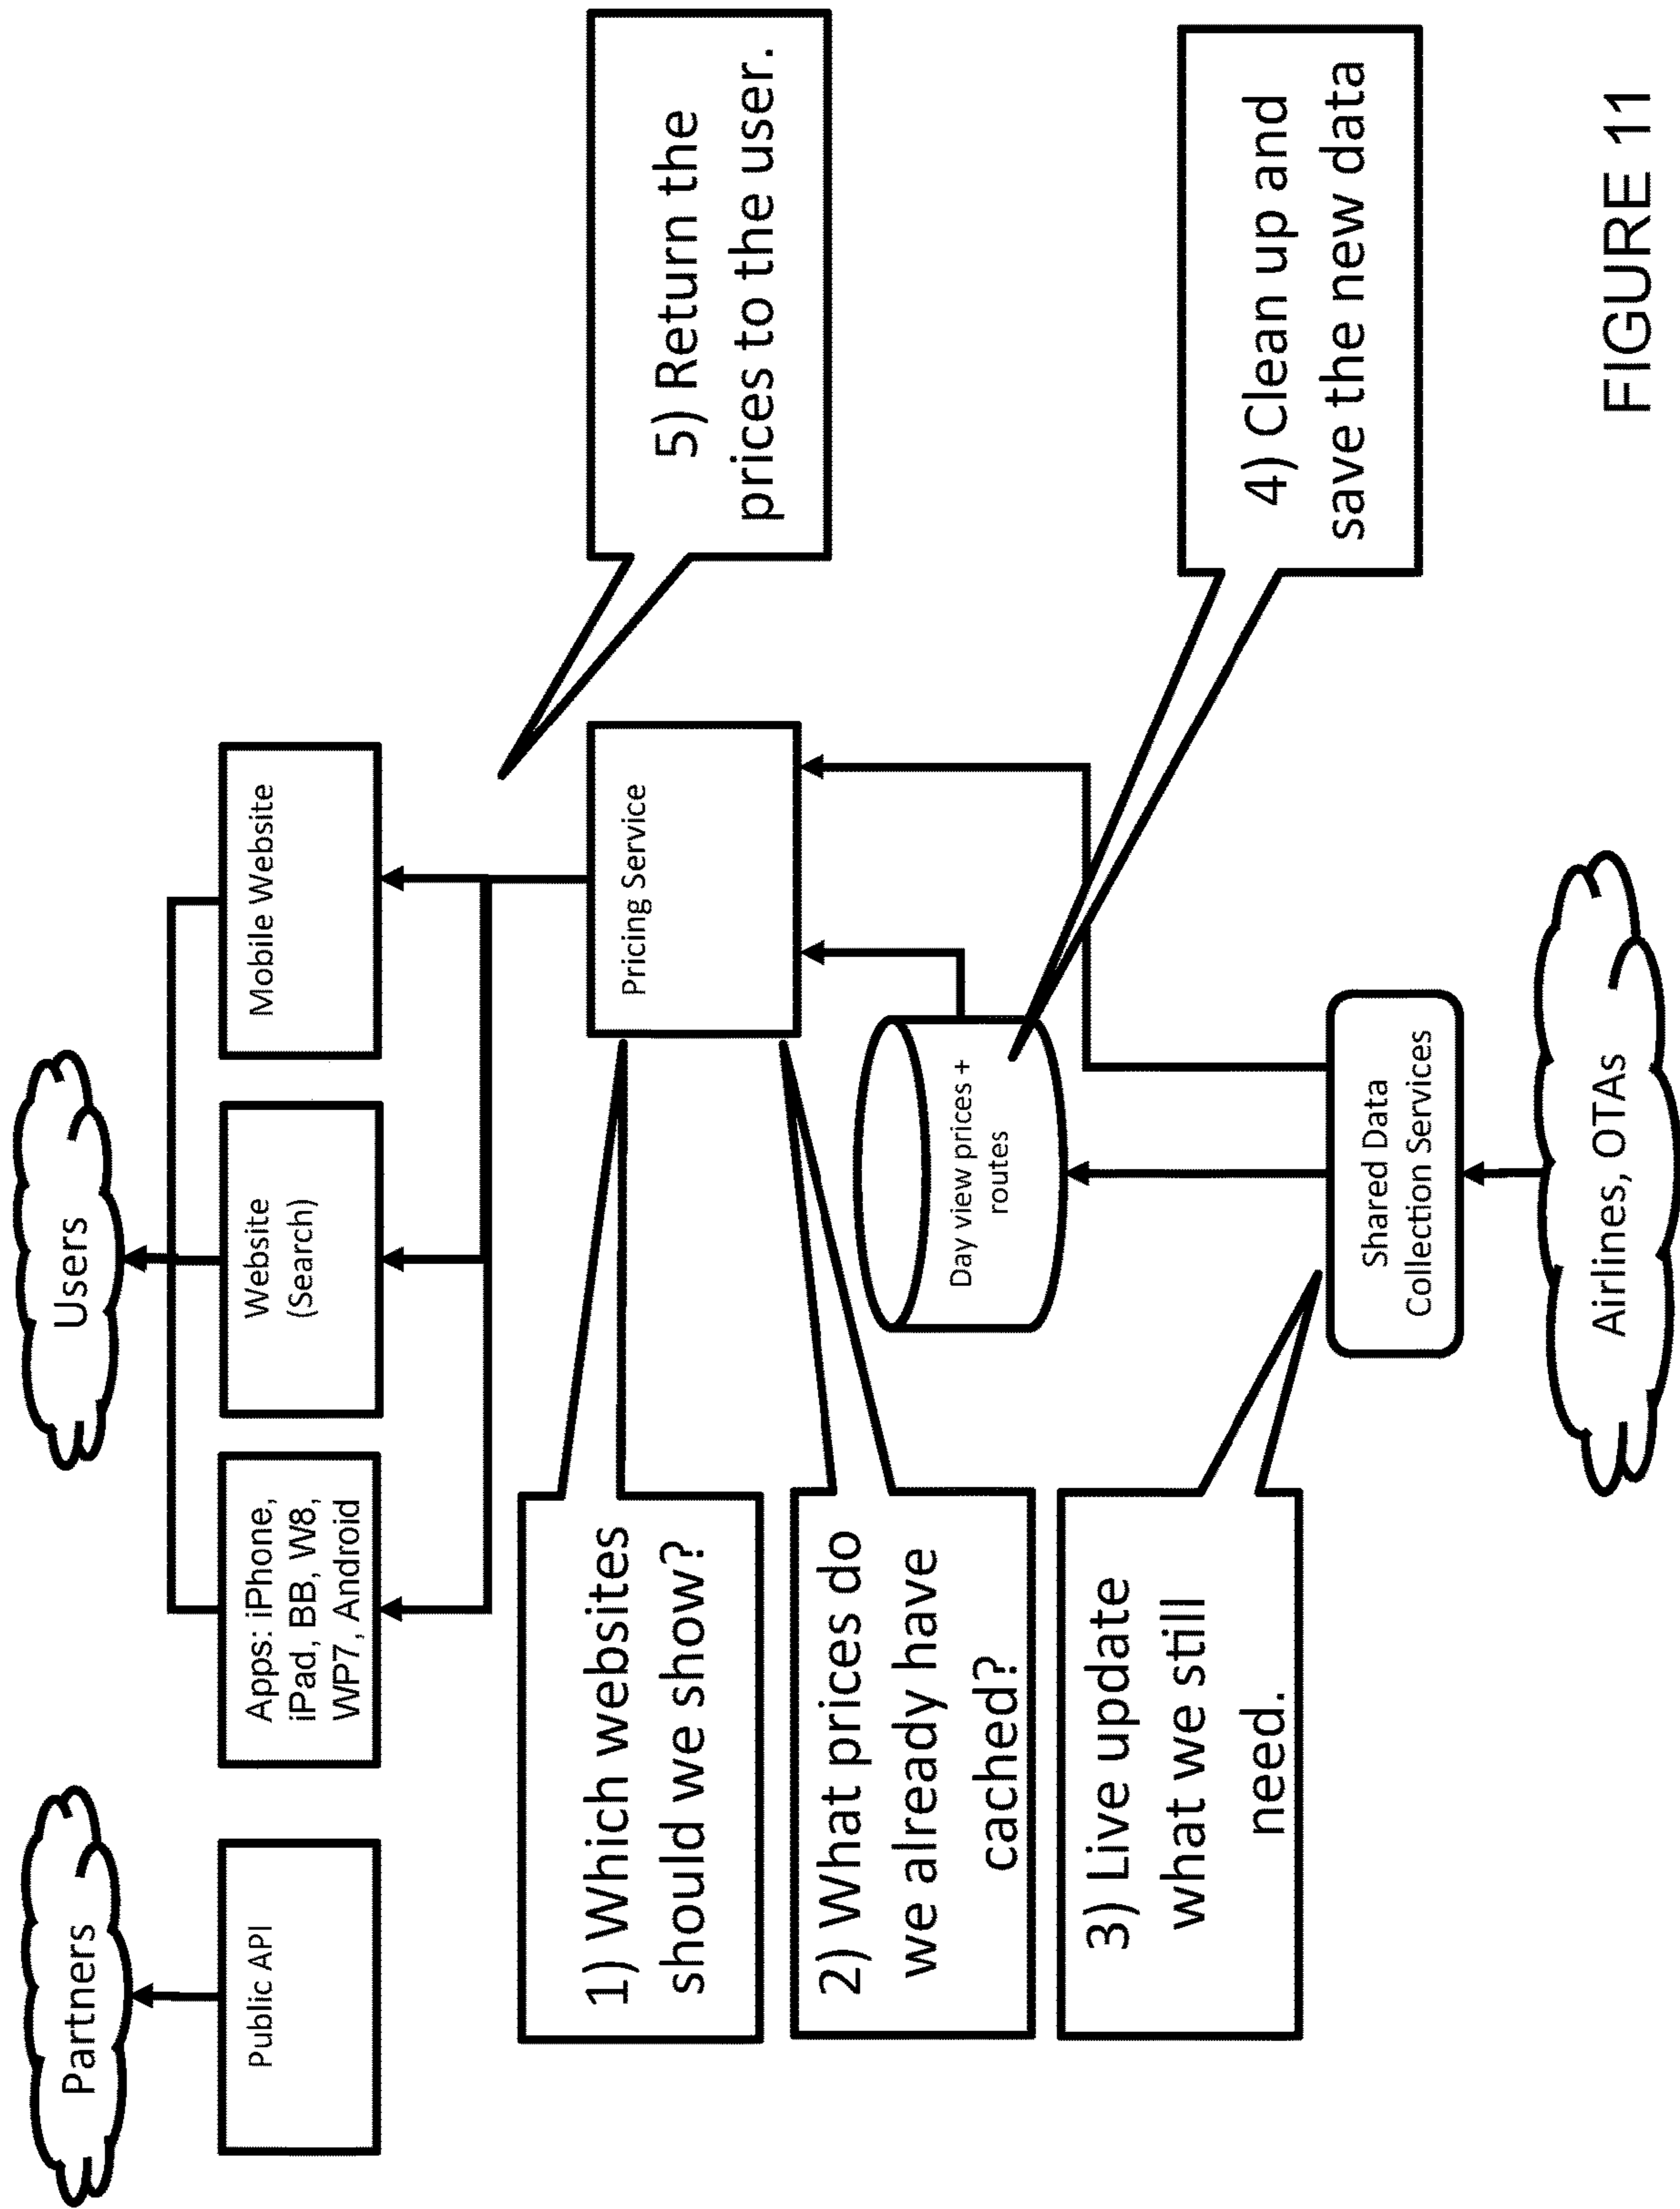 Partners
Users
Public API
Apps: iPhone,
iPad, BB, W8,
WP7, Android
Website
(Search)
Mobile Website
1) Which websites
should we show?
Pricing Service
5) Return the
prices to the user.
2) What prices do
we already have
cached?
Day view prices +
routes
3) Live update
what we still
need.
4) Clean up and
save the new data
Shared Data
Collection Services
Airlines, OTAs
FIGURE 11